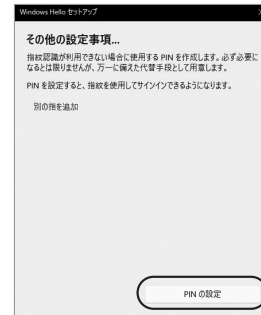 Windows Hello セットアップ
その他の設定事項...
指紋認識が利用できない場合に使用する PIN を作成します。必ず必要に
なるとは限りませんが、万一に備えた代替手段として用意します。
PIN を設定すると、指紋を使用してサインインできるようになります。
別の指を追加
PIN の設定